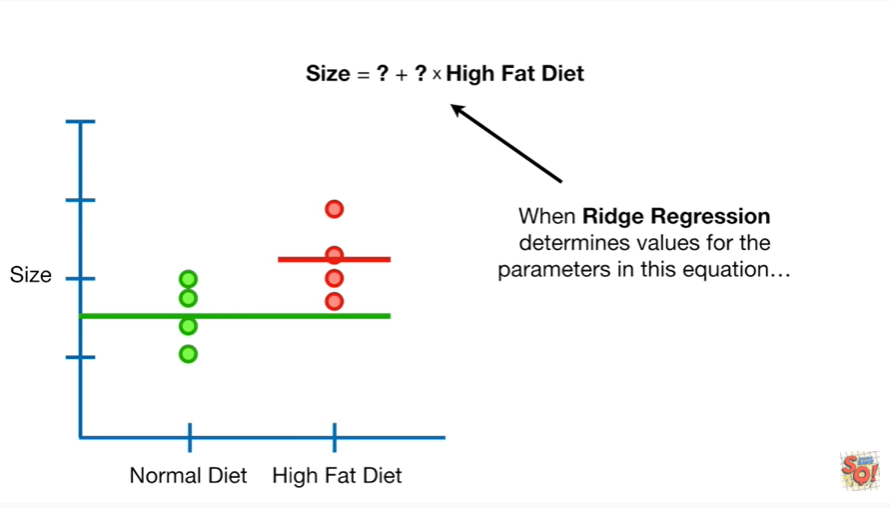 Size = ? + ? x High Fat Diet
When Ridge Regression
determines values for the
parameters in this equation…
Size
Normal Diet
High Fat Diet
SQ!